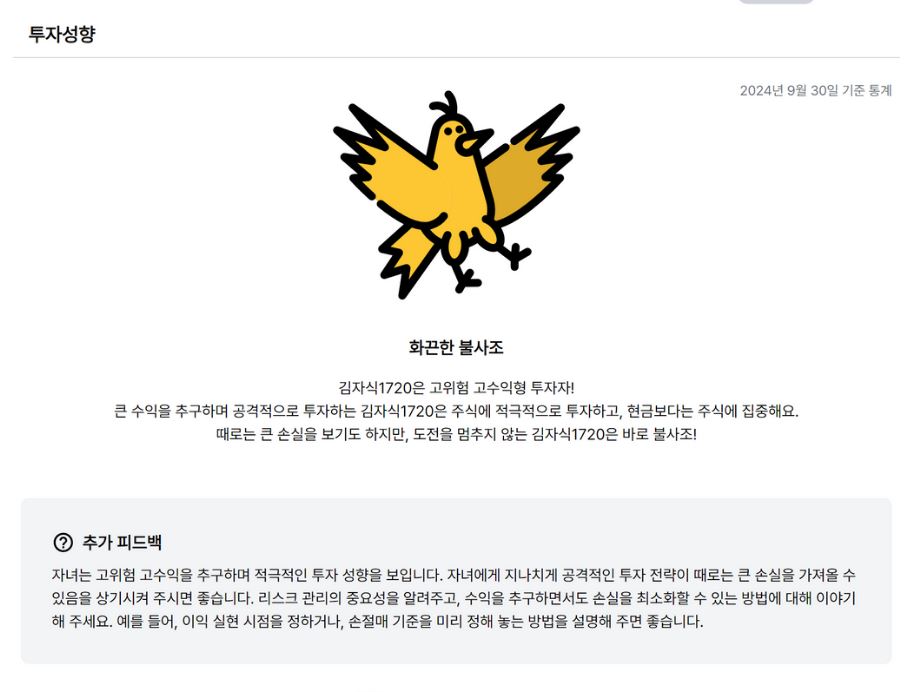 투자성향
2024년 9월 30일 기준 통계
화끈한 불사조
김자식1720은 고위험 고수익형 투자자!
큰 수익을 추구하며 공격적으로 투자하는 김자식1720은 주식에 적극적으로 투자하고, 현금보다는 주식에 집중해요.
때로는 큰 손실을 보기도 하지만, 도전을 멈추지 않는 김자식1720은 바로 불사조!
추가 피드백
자녀는 고위험 고수익을 추구하며 적극적인 투자 성향을 보입니다. 자녀에게 지나치게 공격적인 투자 전략이 때로는 큰 손실을 가져올 수
있음을 상기시켜 주시면 좋습니다. 리스크 관리의 중요성을 알려주고, 수익을 추구하면서도 손실을 최소화할 수 있는 방법에 대해 이야기
해 주세요. 예를 들어, 이익 실현 시점을 정하거나, 손절매 기준을 미리 정해 놓는 방법을 설명해 주면 좋습니다.